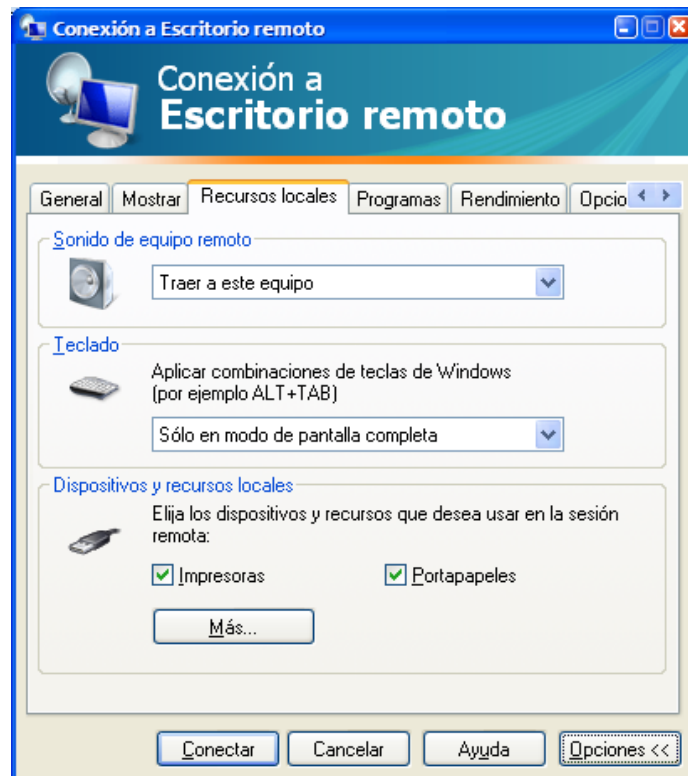 Conexión a Escritorio remoto
Conexión a
Escritorio remoto
General Mostrar Recursos locales Programas Rendimiento Opcio
Sonido de equipo remoto
Traer a este equipo
Teclado
Aplicar combinaciones de teclas de Windows
(por ejemplo ALT+TAB)
Sólo en modo de pantalla completa
Dispositivos y recursos locales
Elija los dispositivos y recursos que desea usar en la sesión
remota:
Impresoras Portapapeles
Más...
Conectar Cancelar Ayuda Opciones <<